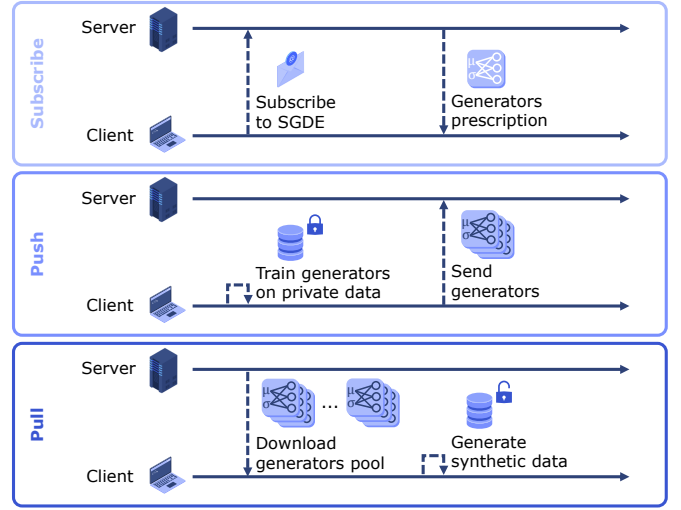 Subscribe
Server
Subscribe
to SGDE
μ
σ
Generators
prescription
Client
Push
Server
Train generators
on private data
μ
σ
Send
generators
Client
Pull
Server
μ
σ
...
μ
σ
Download
generators pool
Generate
synthetic data
Client